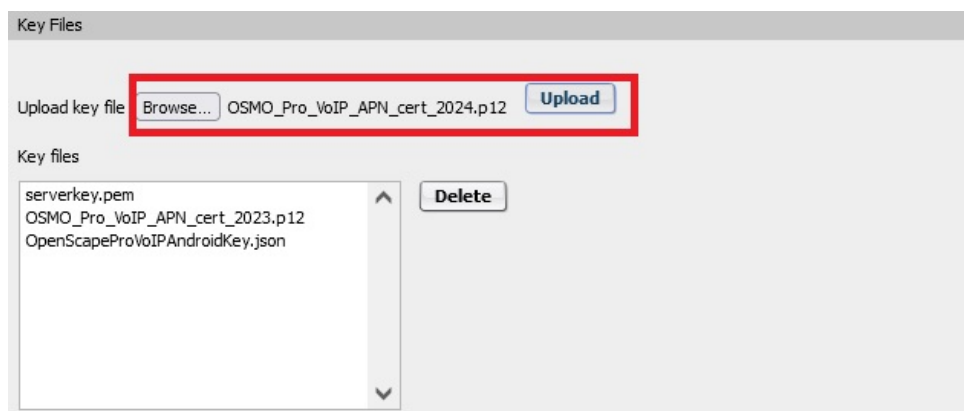 Key Files
Upload key file Browse... OSMO_Pro_VoIP_APN_cert_2024.p12 Upload
Key files
serverkey.pem
OSMO_Pro_VoIP_APN_cert_2023.p12
OpenScapeProVoIPAndroidKey.json
Delete